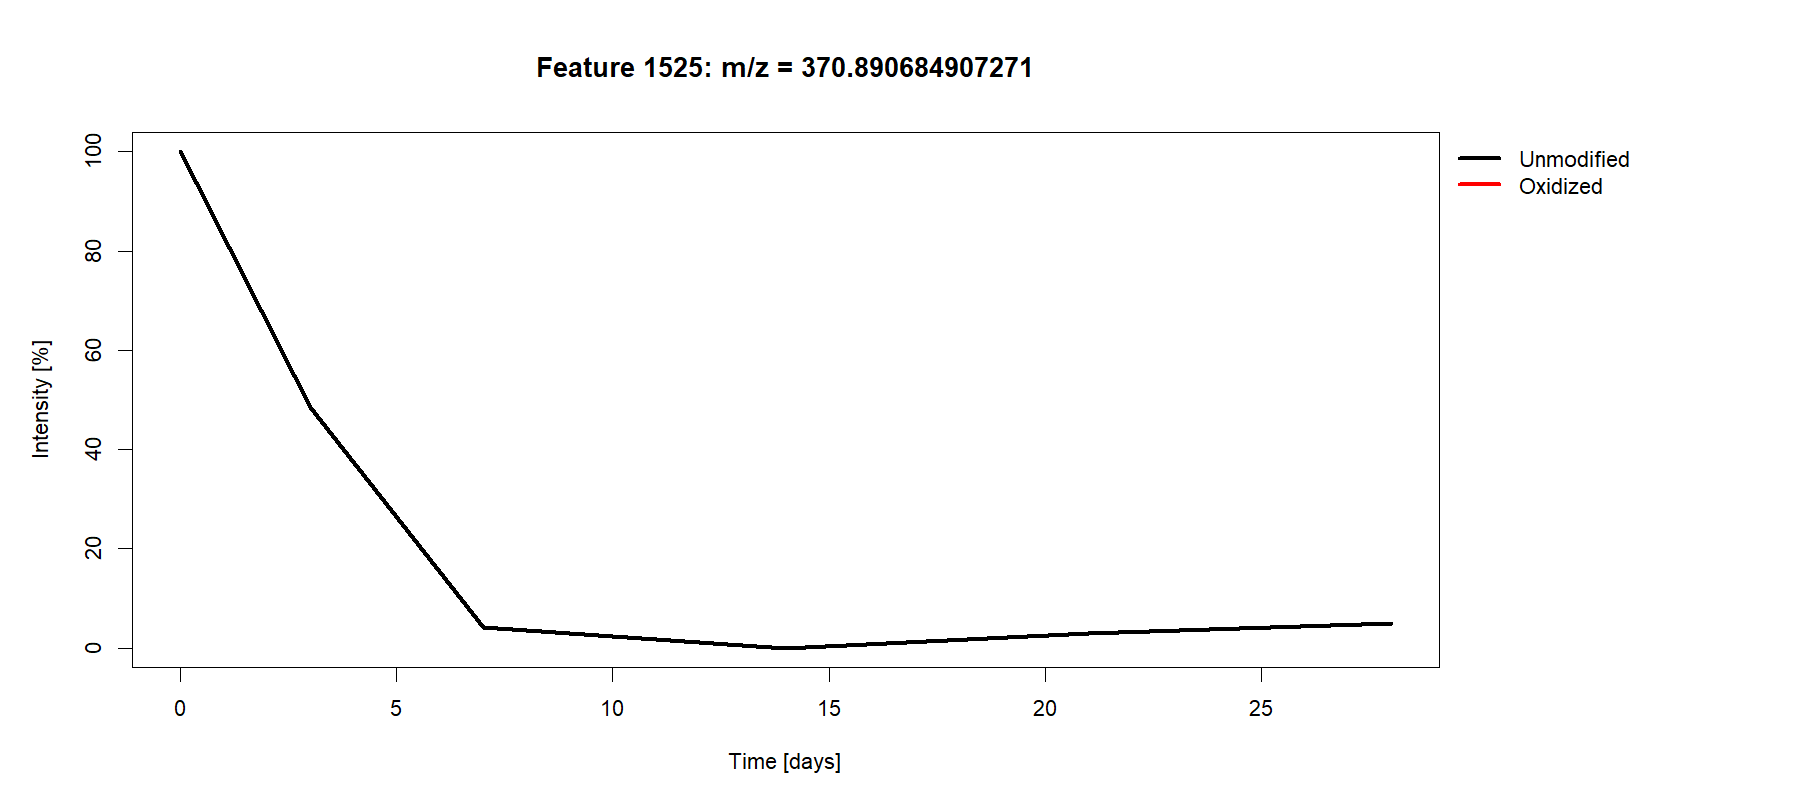 Feature 1525: m/z = 370.890684907271
Unmodified
Oxidized
Intensity [%]
100
80
60
40
20
0
0 5 10 15 20 25
Time [days]